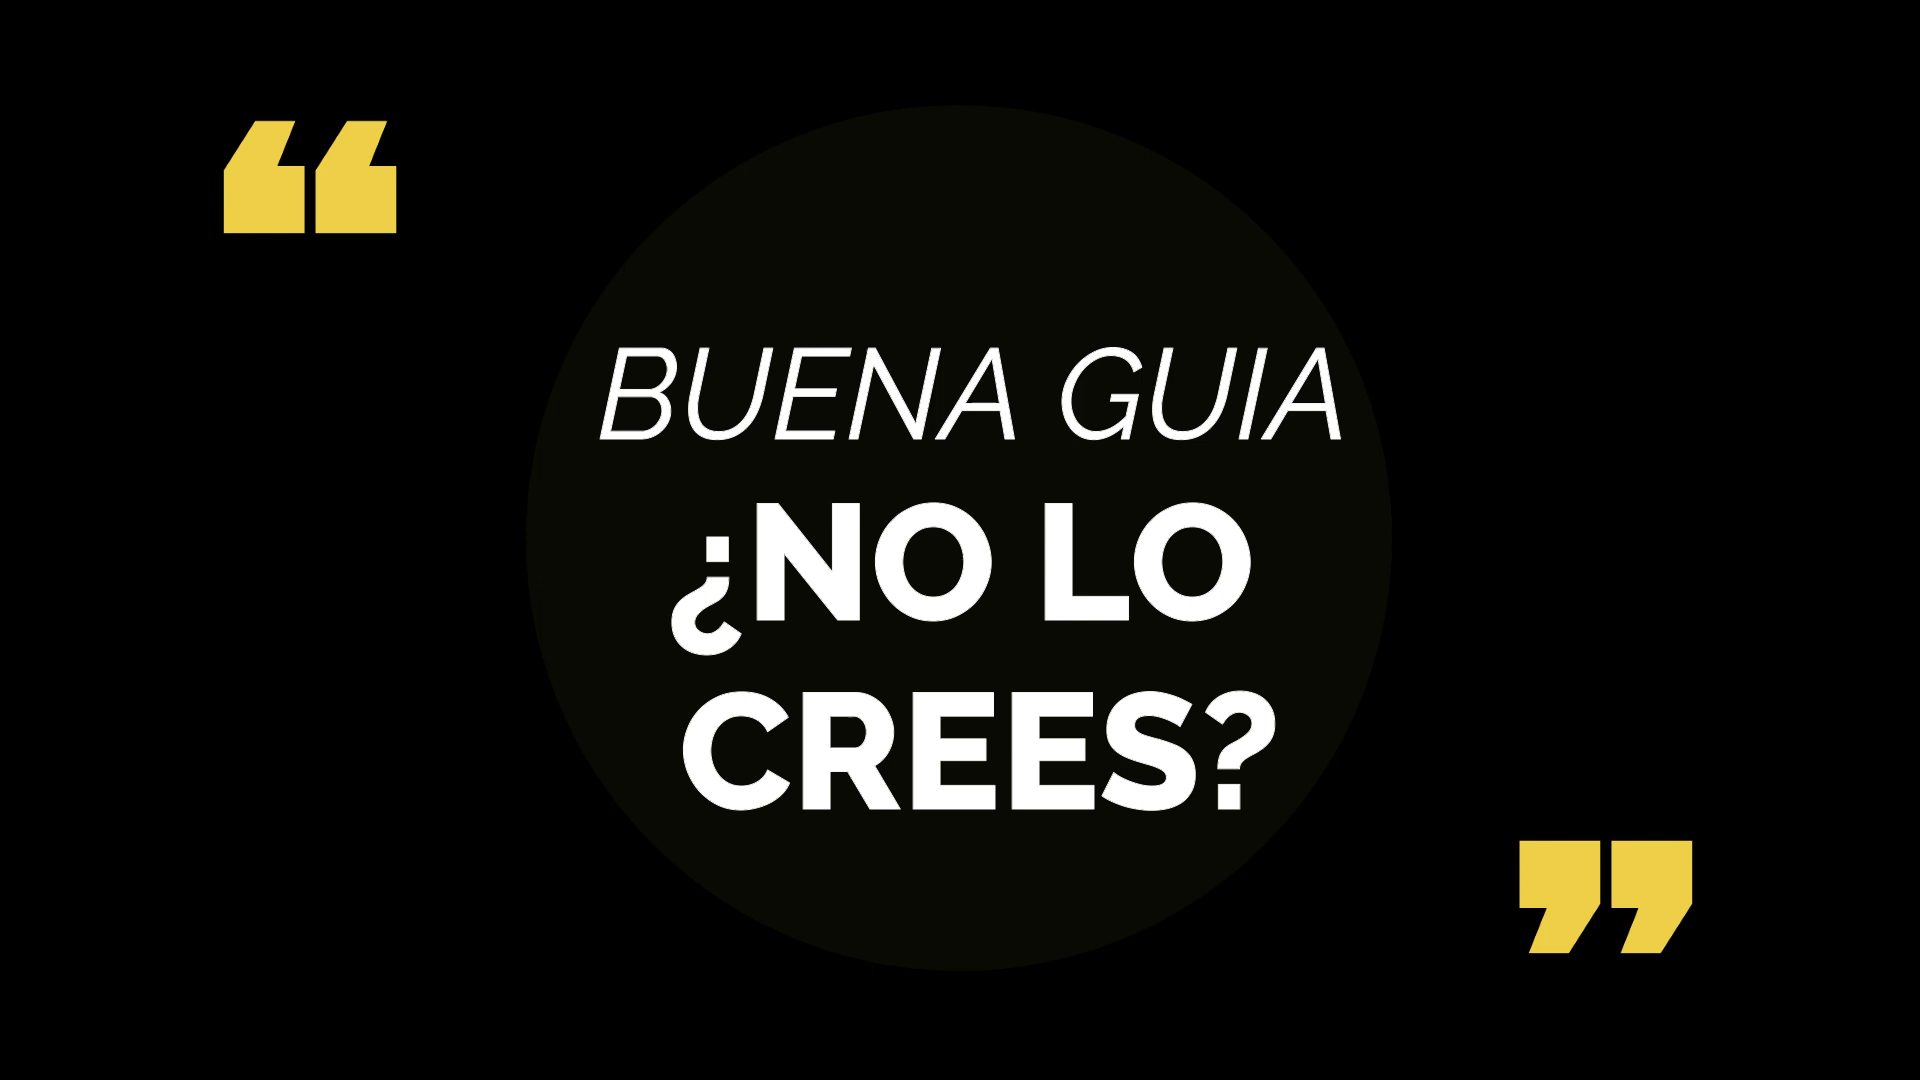 “
BUENA GUIA
¿NO LO
CREES?
”